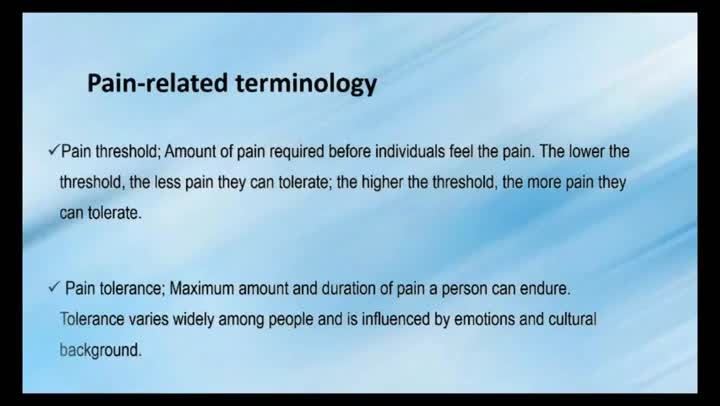 Pain-related terminology
✓Pain threshold; Amount of pain required before individuals feel the pain. The lower the
threshold, the less pain they can tolerate; the higher the threshold, the more pain they
can tolerate.
✓ Pain tolerance; Maximum amount and duration of pain a person can endure.
Tolerance varies widely among people and is influenced by emotions and cultural
background.